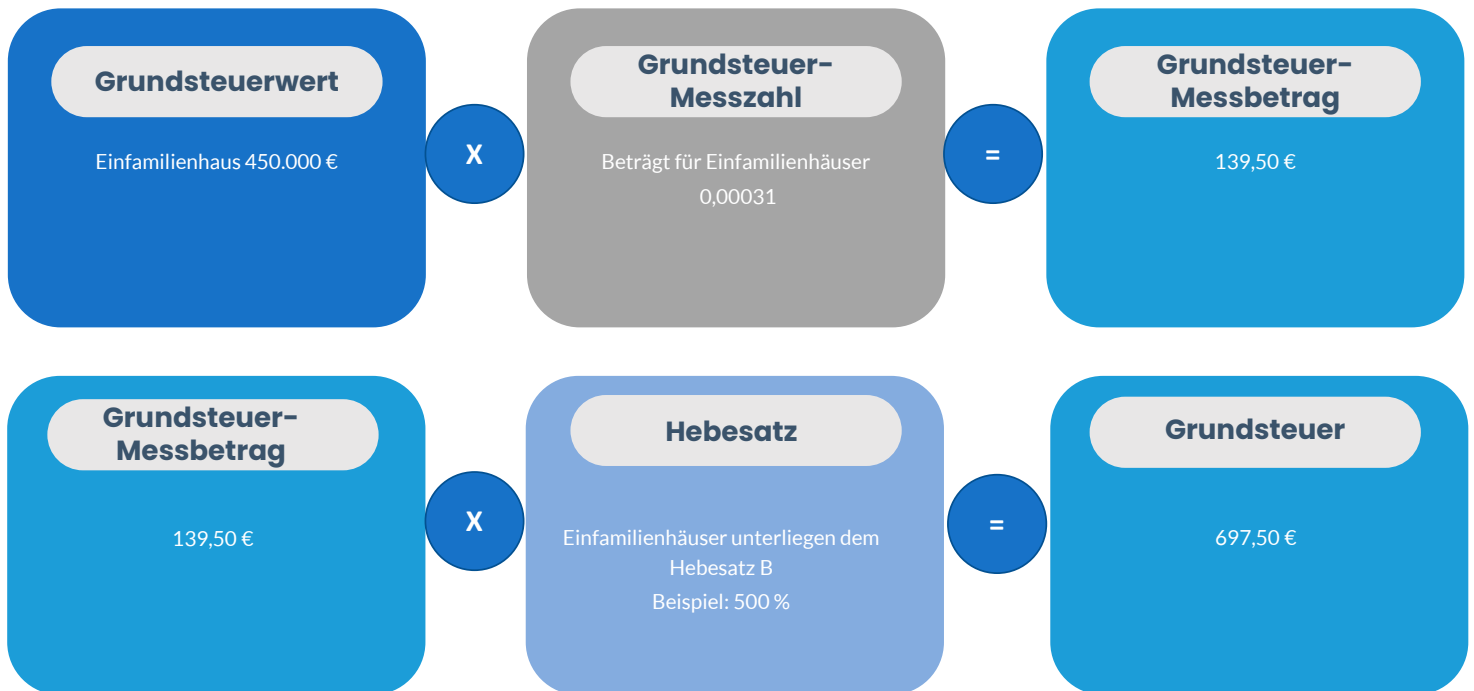 Grundsteuerwert
Einfamilienhaus 450.000 €
X
Grundsteuer-
Messzahl
Beträgt für Einfamilienhäuser
0,00031
=
Grundsteuer-
Messbetrag
139,50 €
Grundsteuer-
Messbetrag
139,50 €
X
Hebesatz
Einfamilienhäuser unterliegen dem
Hebesatz B
Beispiel: 500 %
=
Grundsteuer
697,50 €